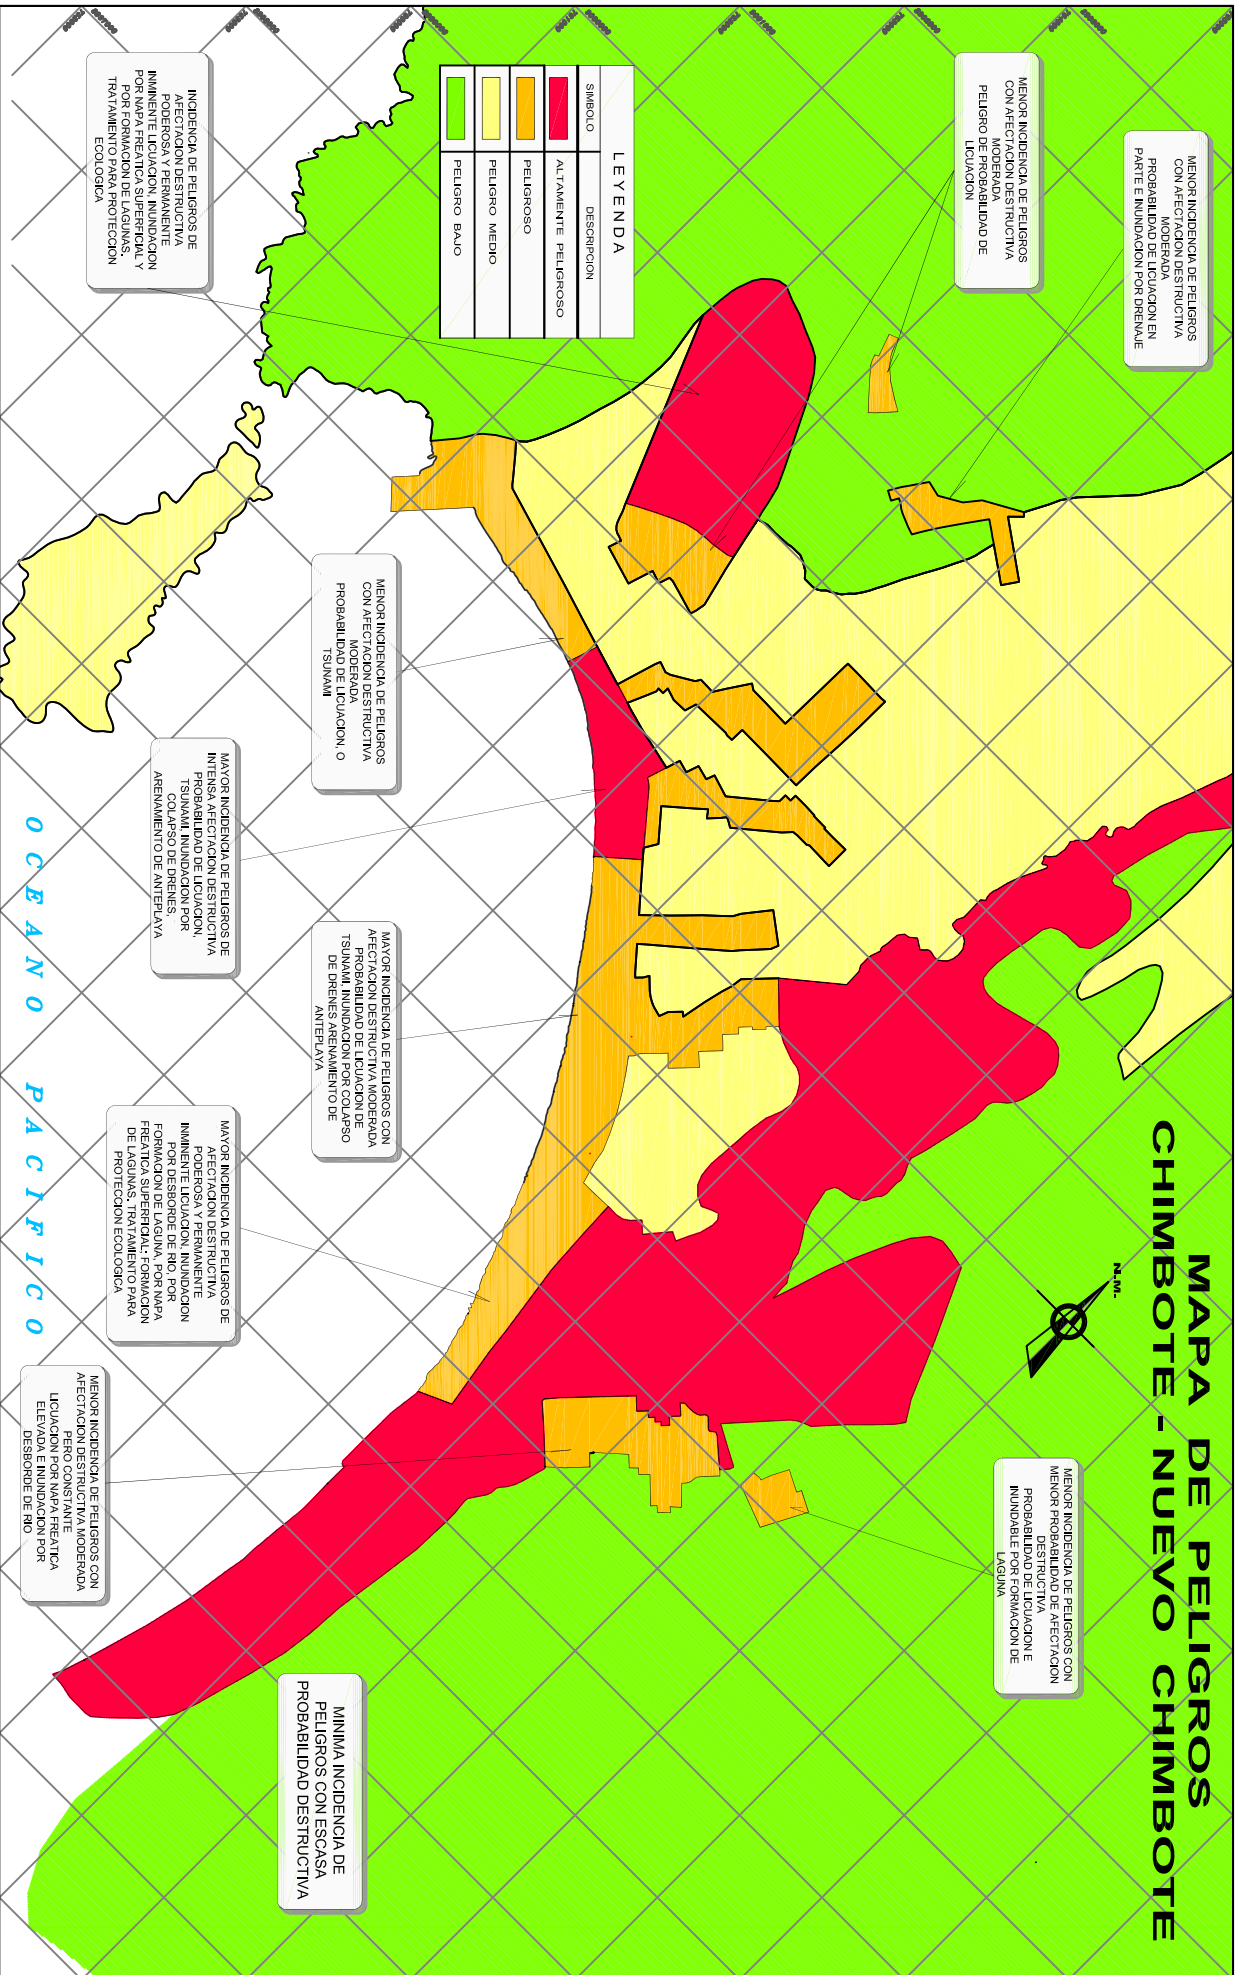 MAPA DE PELIGROS
CHIMBOTE - NUEVO CHIMBOTE
N.M.
MENOR INCIDENCIA DE PELIGROS
CON AFECTACION DESTRUCTIVA
MODERADA
PROBABILIDAD DE LICUACION EN
PARTE E INUNDACION POR DRENAJE
MENOR INCIDENCIA DE PELIGROS
CON AFECTACION DESTRUCTIVA
MODERADA
PELIGRO DE PROBABILIDAD DE
LICUACION
LEYENDA
SIMBOLO
DESCRIPCION
ALTAMENTE PELIGROSO
PELIGROSO
PELIGRO MEDIO
PELIGRO BAJO
INCIDENCIA DE PELIGROS DE
AFECTACION DESTRUCTIVA
PODEROSA Y PERMANENTE
INMINENTE LICUACION, INUNDACION
POR NAPA FREATICA SUPERFICIAL Y
POR FORMACION DE LAGUNAS.
TRATAMIENTO PARA PROTECCION
ECOLOGICA
MENOR INCIDENCIA DE PELIGROS
CON AFECTACION DESTRUCTIVA
MODERADA
PROBABILIDAD DE LICUACION, O
TSUNAMI
MAYOR INCIDENCIA DE PELIGROS DE
INTENSA AFECTACION DESTRUCTIVA
PROBABILIDAD DE LICUACION,
TSUNAMI, INUNDACION POR
COLAPSO DE DRENES,
ARENAMIENTO DE ANTEPLAYA
MAYOR INCIDENCIA DE PELIGROS CON
AFECTACION DESTRUCTIVA MODERADA
PROBABILIDAD DE LICUACION DE
TSUNAMI, INUNDACION POR COLAPSO
DE DRENES ARENAMIENTO DE
ANTEPLAYA
MAYOR INCIDENCIA DE PELIGROS DE
AFECTACION DESTRUCTIVA
PODEROSA Y PERMANENTE
INMINENTE LICUACION, INUNDACION
POR DESBORDE DE RIO, POR
FORMACION DE LAGUNA, POR NAPA
FREATICA SUPERFICIAL; FORMACION
DE LAGUNAS, TRATAMIENTO PARA
PROTECCION ECOLOGICA
MENOR INCIDENCIA DE PELIGROS CON
AFECTACION DESTRUCTIVA MODERADA
PERO CONSTANTE
LICUACION POR NAPA FREATICA
ELEVADA E INUNDACION POR
DESBORDE DE RIO
MENOR INCIDENCIA DE PELIGROS CON
MENOR PROBABILIDAD DE AFECTACION
DESTRUCTIVA
PROBABILIDAD DE LICUACION E
INUNDABLE POR FORMACION DE
LAGUNA
MINIMA INCIDENCIA DE
PELIGROS CON ESCASA
PROBABILIDAD DESTRUCTIVA
OCEANO PACIFICO